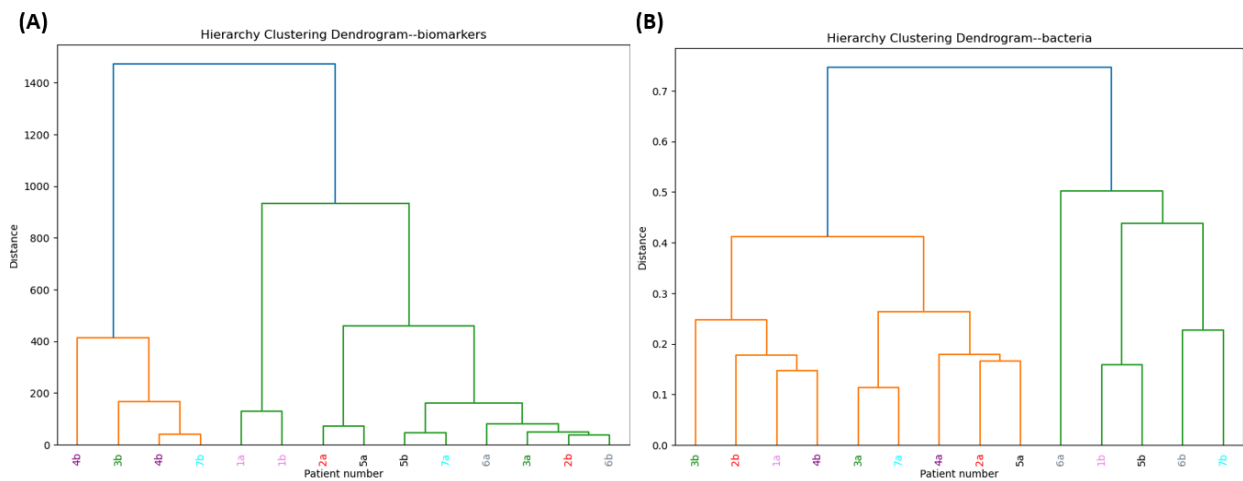 (A)
Hierarchy Clustering Dendrogram--biomarkers
1400
1200
1000
800
600
400
200
0
Distance
4b 3b 4b 7b 1a 1b 2a 5a 5b 7a 6a 3a 2b 6b
Patient number
(B)
Hierarchy Clustering Dendrogram--bacteria
0.7
0.6
0.5
0.4
0.3
0.2
0.1
0.0
Distance
3b 2b 1a 4b 3a 7a 4a 2a 5a 6a 1b 5b 6b 7b
Patient number